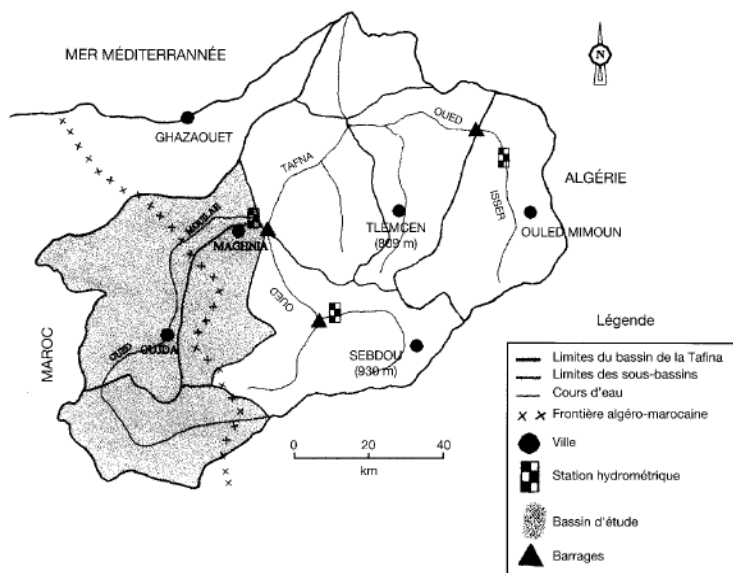 MER MÉDITERRANNÉE
N
GHAZAOUET
OUED
TAFNA
ALGÉRIE
ISSER
MOUILAH
TLEMCEN
(809 m)
MAGHNIA
OULED MIMOUN
OUED
MAROC
OUED
OUJDA
SEBDOU
(930 m)
0 20 40
km
Légende
Limites du bassin de la Tafina
Limites des sous-bassins
Cours d'eau
Frontière algéro-marocaine
Ville
Station hydrométrique
Bassin d'étude
Barrages